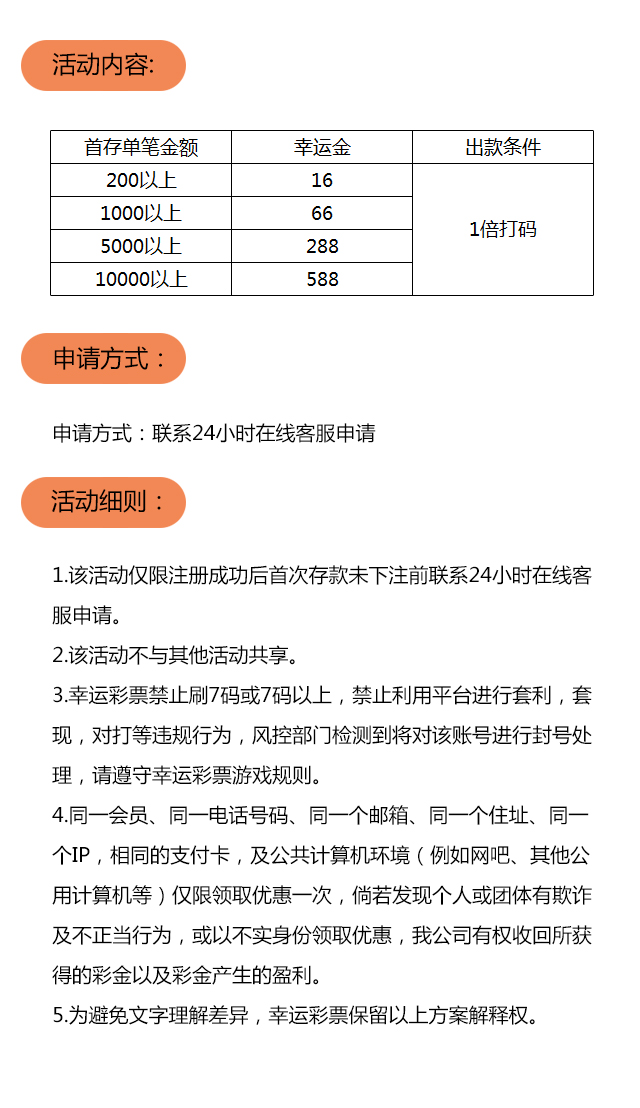 活动内容:
首存单笔金额 幸运金 出款条件
200以上 16
1000以上 66
1倍打码
5000以上 288
10000以上 588
申请方式：
申请方式：联系24小时在线客服申请
活动细则：
1.该活动仅限注册成功后首次存款未下注前联系24小时在线客
服申请。
2.该活动不与其他活动共享。
3.幸运彩票禁止刷7码或7码以上，禁止利用平台进行套利，套
现，对打等违规行为，风控部门检测到将对该账号进行封号处
理，请遵守幸运彩票游戏规则。
4.同一会员、同一电话号码、同一个邮箱、同一个住址、同一
个IP，相同的支付卡，及公共计算机环境（例如网吧、其他公
用计算机等）仅限领取优惠一次，倘若发现个人或团体有欺诈
及不正当行为，或以不实身份领取优惠，我公司有权收回所获
得的彩金以及彩金产生的盈利。
5.为避免文字理解差异，幸运彩票保留以上方案解释权。